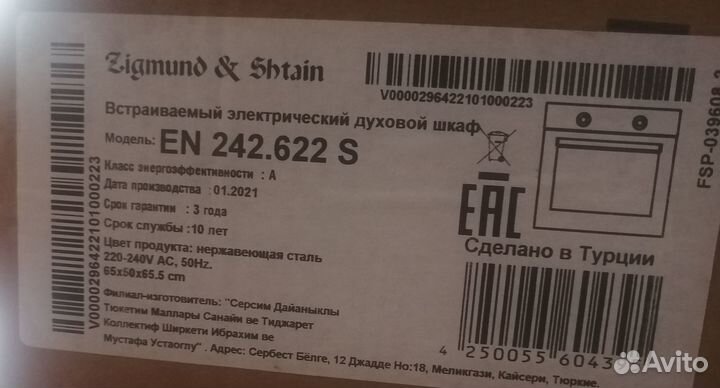 Zigmund & Shtain
V0000296422101000223
Встраиваемый электрический духовой шкаф
Модель: EN 242.622 S
Класс энергоэффективности : A
Дата производства : 01.2021
Срок гарантии : 3 года
Срок службы : 10 лет
Цвет продукта: нержавеющая сталь
220-240V AC, 50Hz.
65x50x65.5 cm
Филиал-изготовитель: "Серсим Дайаныклы
Тюкетим Маллары Санайи ве Тиджарет
Коллектиф Ширкети Ибрахим ве
Мустафа Устаоглу" . Адрес: Сербест Бёлге, 12 Джадде Но:18, Меликгази, Кайсери, Тюркие.
V0000296422101000223
EAC
Сделано в Турции
4 250055 6043
FSP-039608
Avito